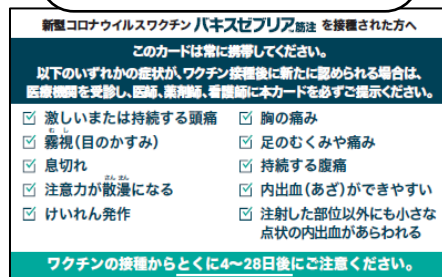 新型コロナウイルスワクチン バキスゼブリア筋注 を接種された方へ
このカードは常に携帯してください。
以下のいずれかの症状が、ワクチン接種後に新たに認められる場合は、
医療機関を受診し、医師、薬剤師、看護師に本カードを必ずご提示ください。
☑ 激しいまたは持続する頭痛
☑ 霧視(目のかすみ)
むし
☑ 息切れ
☑ 注意力が散漫になる
さんまん
☑ けいれん発作
☑ 胸の痛み
☑ 足のむくみや痛み
☑ 持続する腹痛
☑ 内出血(あざ)ができやすい
☑ 注射した部位以外にも小さな
点状の内出血があらわれる
ワクチンの接種からとくに4~28日後にご注意ください。